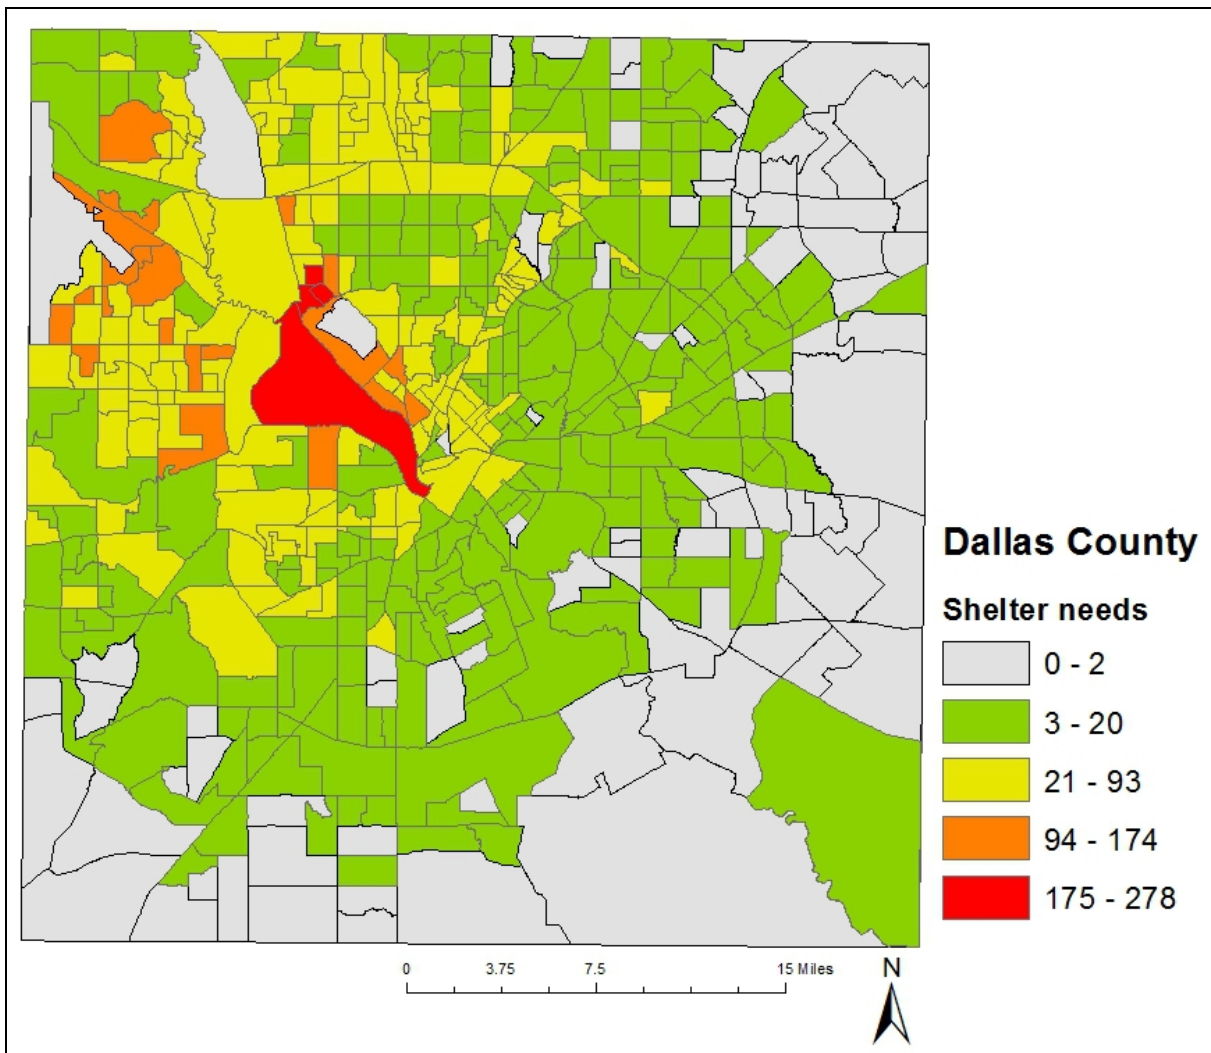 Dallas County
Shelter needs
0 - 2
3 - 20
21 - 93
94 - 174
175 - 278
0 3.75 7.5 15 Miles
N